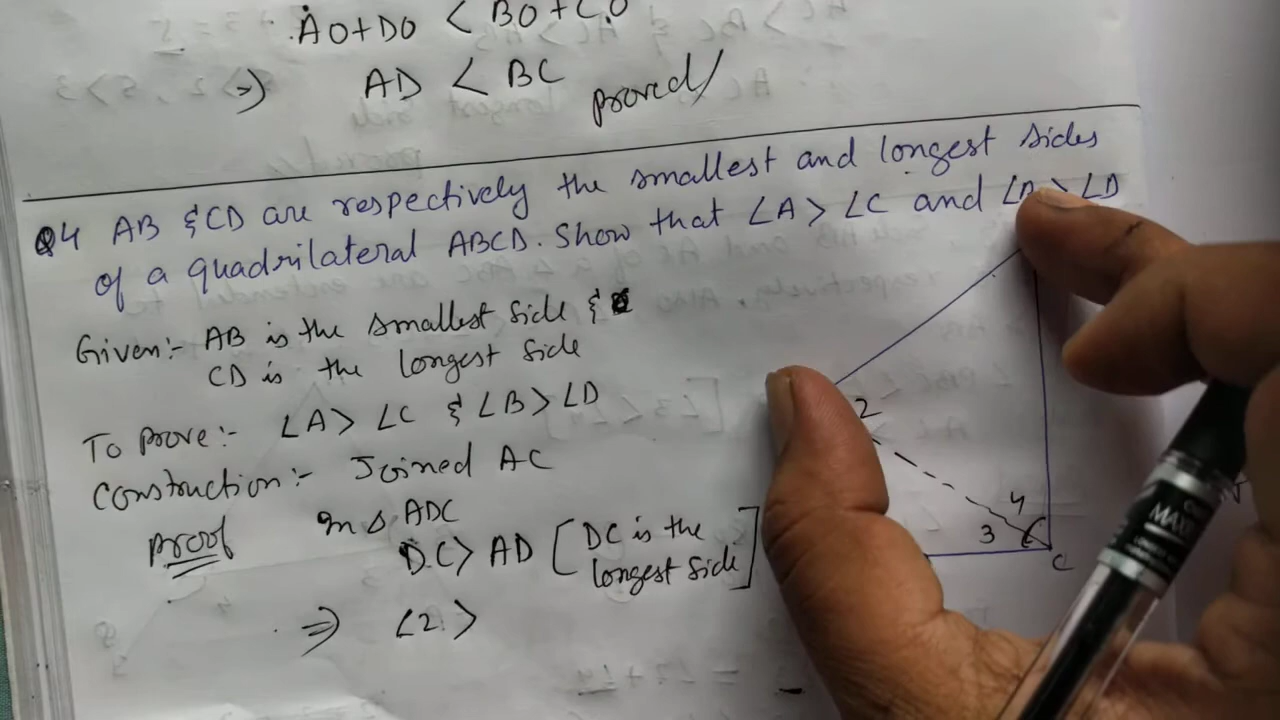 AO+DO < BO+CO
⇒ AD < BC proved/
Q4 AB & CD are respectively the smallest and longest sides
of a quadrilateral ABCD. Show that ∠A > ∠C and > ∠D
Given:- AB is the smallest side &
CD is the longest side
To prove:- ∠A > ∠C & ∠B > ∠D
Construction:- Joined AC
Proof In △ ADC
DC > AD [DC is the
longest side]
⇒ ∠2 >
2
4
3
C